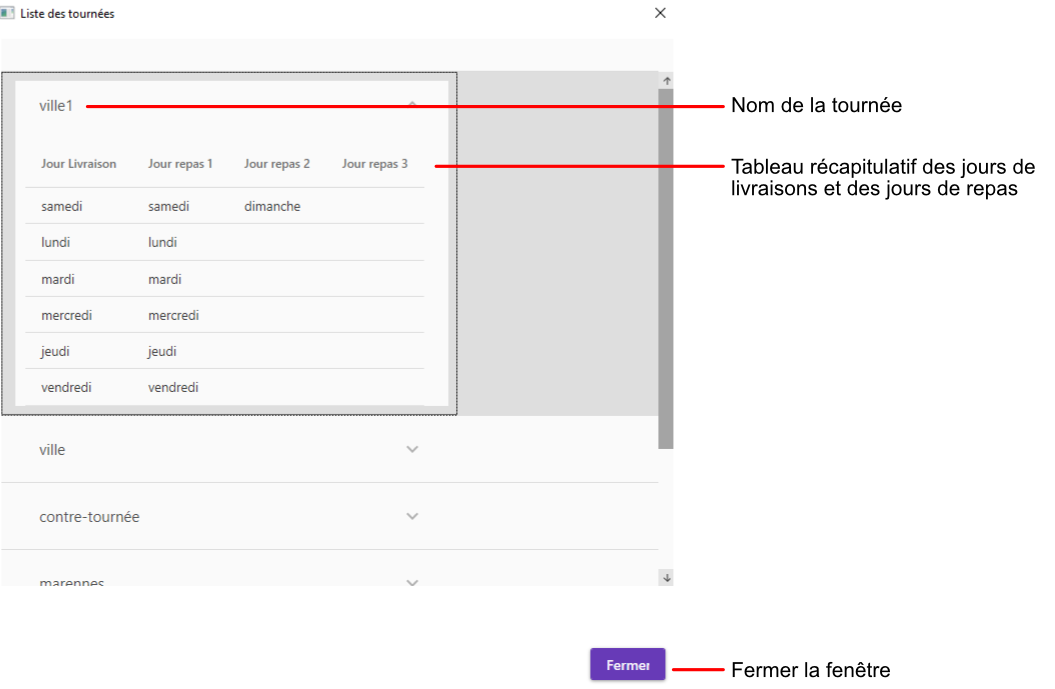 Liste des tournées
ville1
Nom de la tournée
Jour Livraison Jour repas 1 Jour repas 2 Jour repas 3
Tableau récapitulatif des jours de
livraisons et des jours de repas
samedi samedi dimanche
lundi lundi
mardi mardi
mercredi mercredi
jeudi jeudi
vendredi vendredi
ville
contre-tournée
marennes
Fermer
Fermer la fenêtre